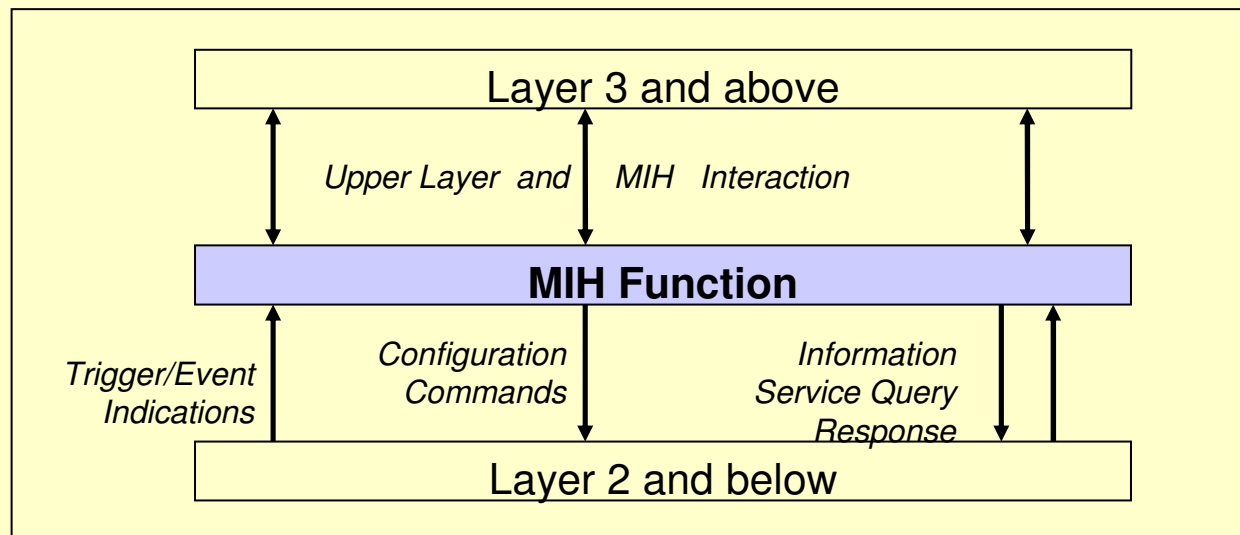 Layer 3 and above
Upper Layer and MIH Interaction
MIH Function
Trigger/Event
Indications
Configuration
Commands
Information
Service Query
Response
Layer 2 and below